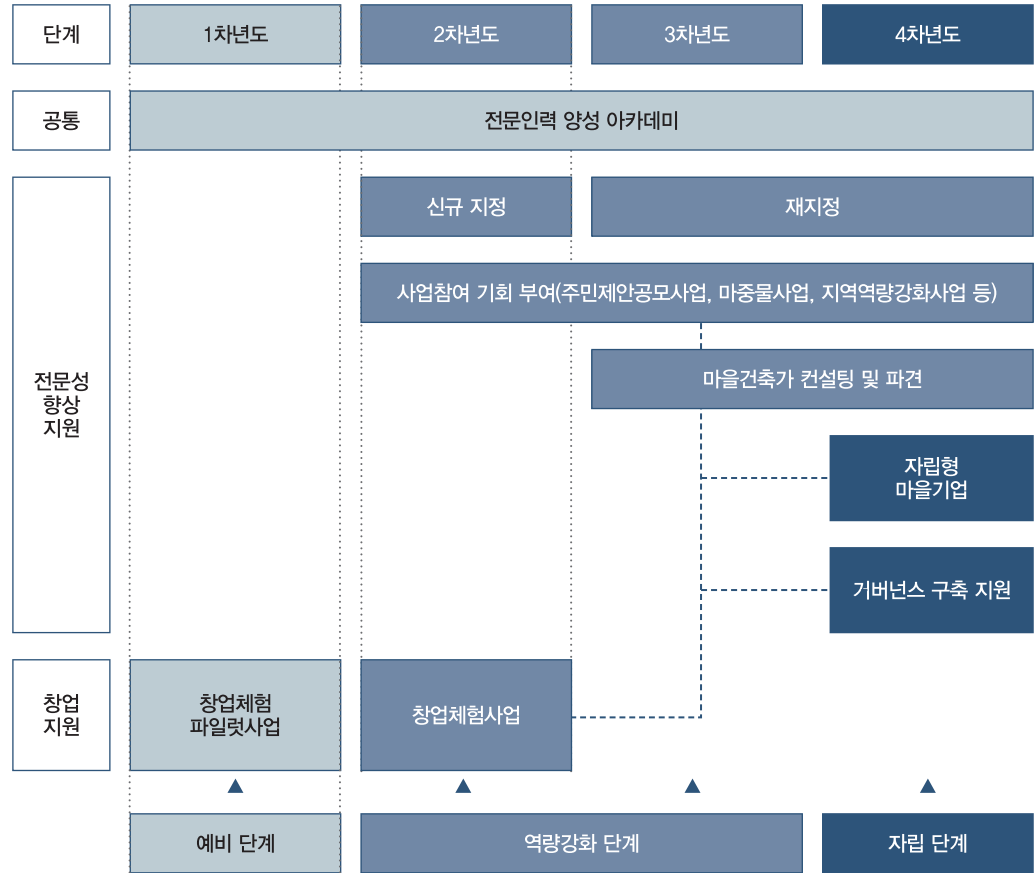 단계
1차년도
2차년도
3차년도
4차년도
공통
전문인력 양성 아카데미
전문성
향상
지원
신규 지정
재지정
사업참여 기회 부여(주민제안공모사업, 마중물사업, 지역역량강화사업 등)
마을건축가 컨설팅 및 파견
자립형
마을기업
거버넌스 구축 지원
창업
지원
창업체험
파일럿사업
창업체험사업
▲
▲
▲
▲
예비 단계
역량강화 단계
자립 단계